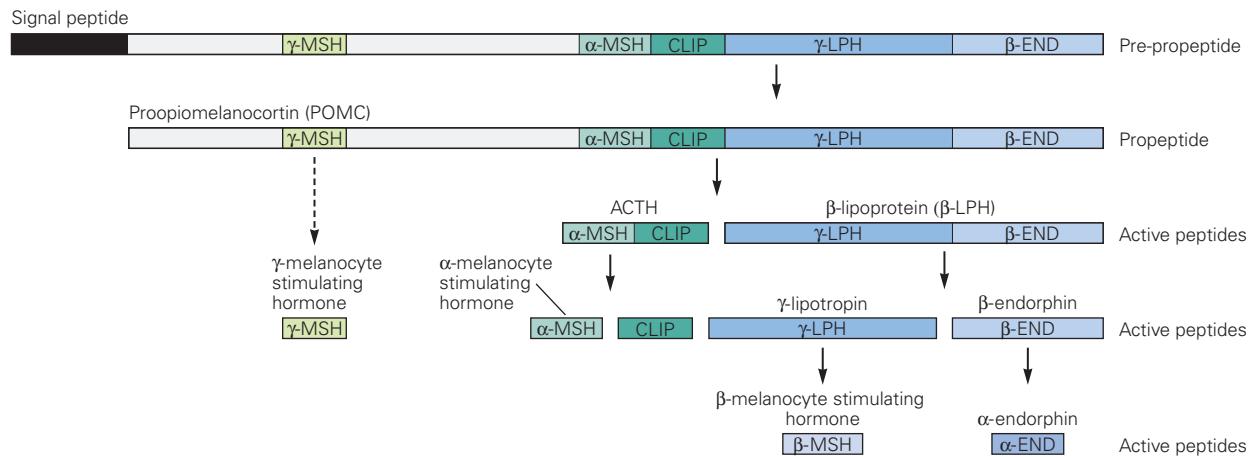 Signal peptide
γ-MSH α-MSH CLIP γ-LPH β-END Pre-propeptide
Proopiomelanocortin (POMC)
γ-MSH α-MSH CLIP γ-LPH β-END Propeptide
ACTH β-lipoprotein (β-LPH)
α-MSH CLIP γ-LPH β-END Active peptides
γ-melanocyte
stimulating
hormone
α-melanocyte
stimulating
hormone
γ-lipotropin β-endorphin
γ-MSH α-MSH CLIP γ-LPH β-END Active peptides
β-melanocyte stimulating
hormone
α-endorphin
β-MSH α-END Active peptides